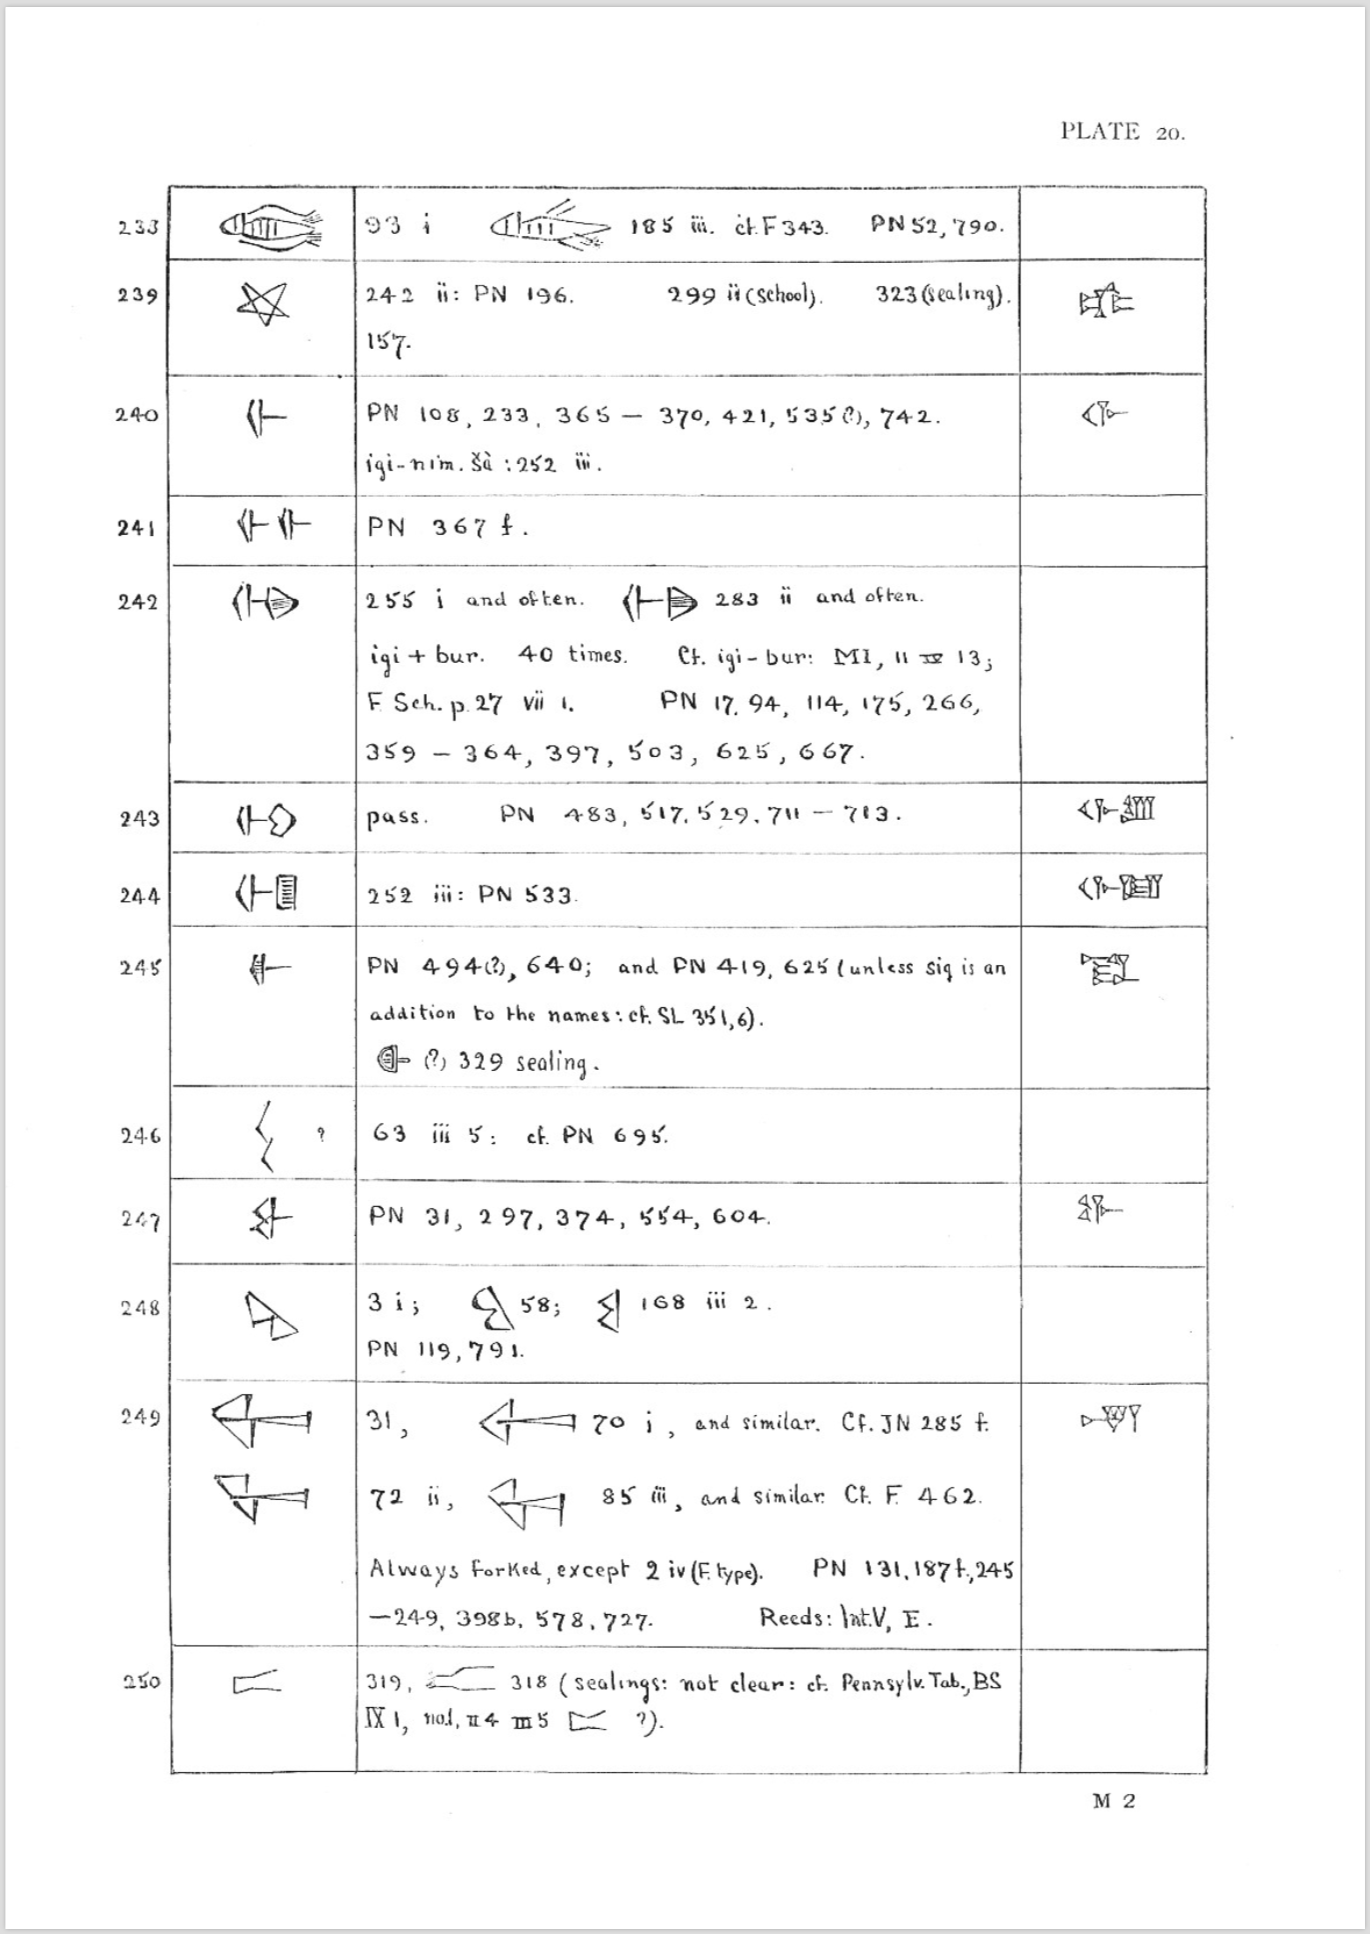 PLATE 20.
233 93 i 185 iii. cf. F 343. PN 52, 790.
239 242 ii: PN 196. 299 ii (school). 323 (sealing).
157.
240 PN 108, 233, 365 — 370, 421, 535(?), 742.
igi-nim. šà : 252 iii.
241 PN 367 f.
242 255 i and often. 283 ii and often.
igi + bur. 40 times. Cf. igi-bur: MI, 11 IV 13;
F. Sch. p. 27 vii 1. PN 17, 94, 114, 175, 266,
359 — 364, 397, 503, 625, 667.
243 pass. PN 483, 517, 529, 711 — 713.
244 252 iii: PN 533.
245 PN 494(?), 640; and PN 419, 625 (unless sig is an
addition to the names: cf. SL 351,6).
(?) 329 sealing.
246 ? 63 iii 5: cf. PN 695.
247 PN 31, 297, 374, 554, 604.
248 3 i; 58; 168 iii 2.
PN 119, 791.
249 31, 70 i, and similar. Cf. JN 285 f.
72 ii, 85 iii, and similar. Cf. F. 462.
Always forked, except 2 iv (F. type). PN 131, 187 f., 245
—249, 398b, 578, 727. Reeds: Int. V, E.
250 319, 318 (sealings: not clear: cf. Pennsylv. Tab., BS
IX 1, no.1, II 4 III 5 ?).
M 2